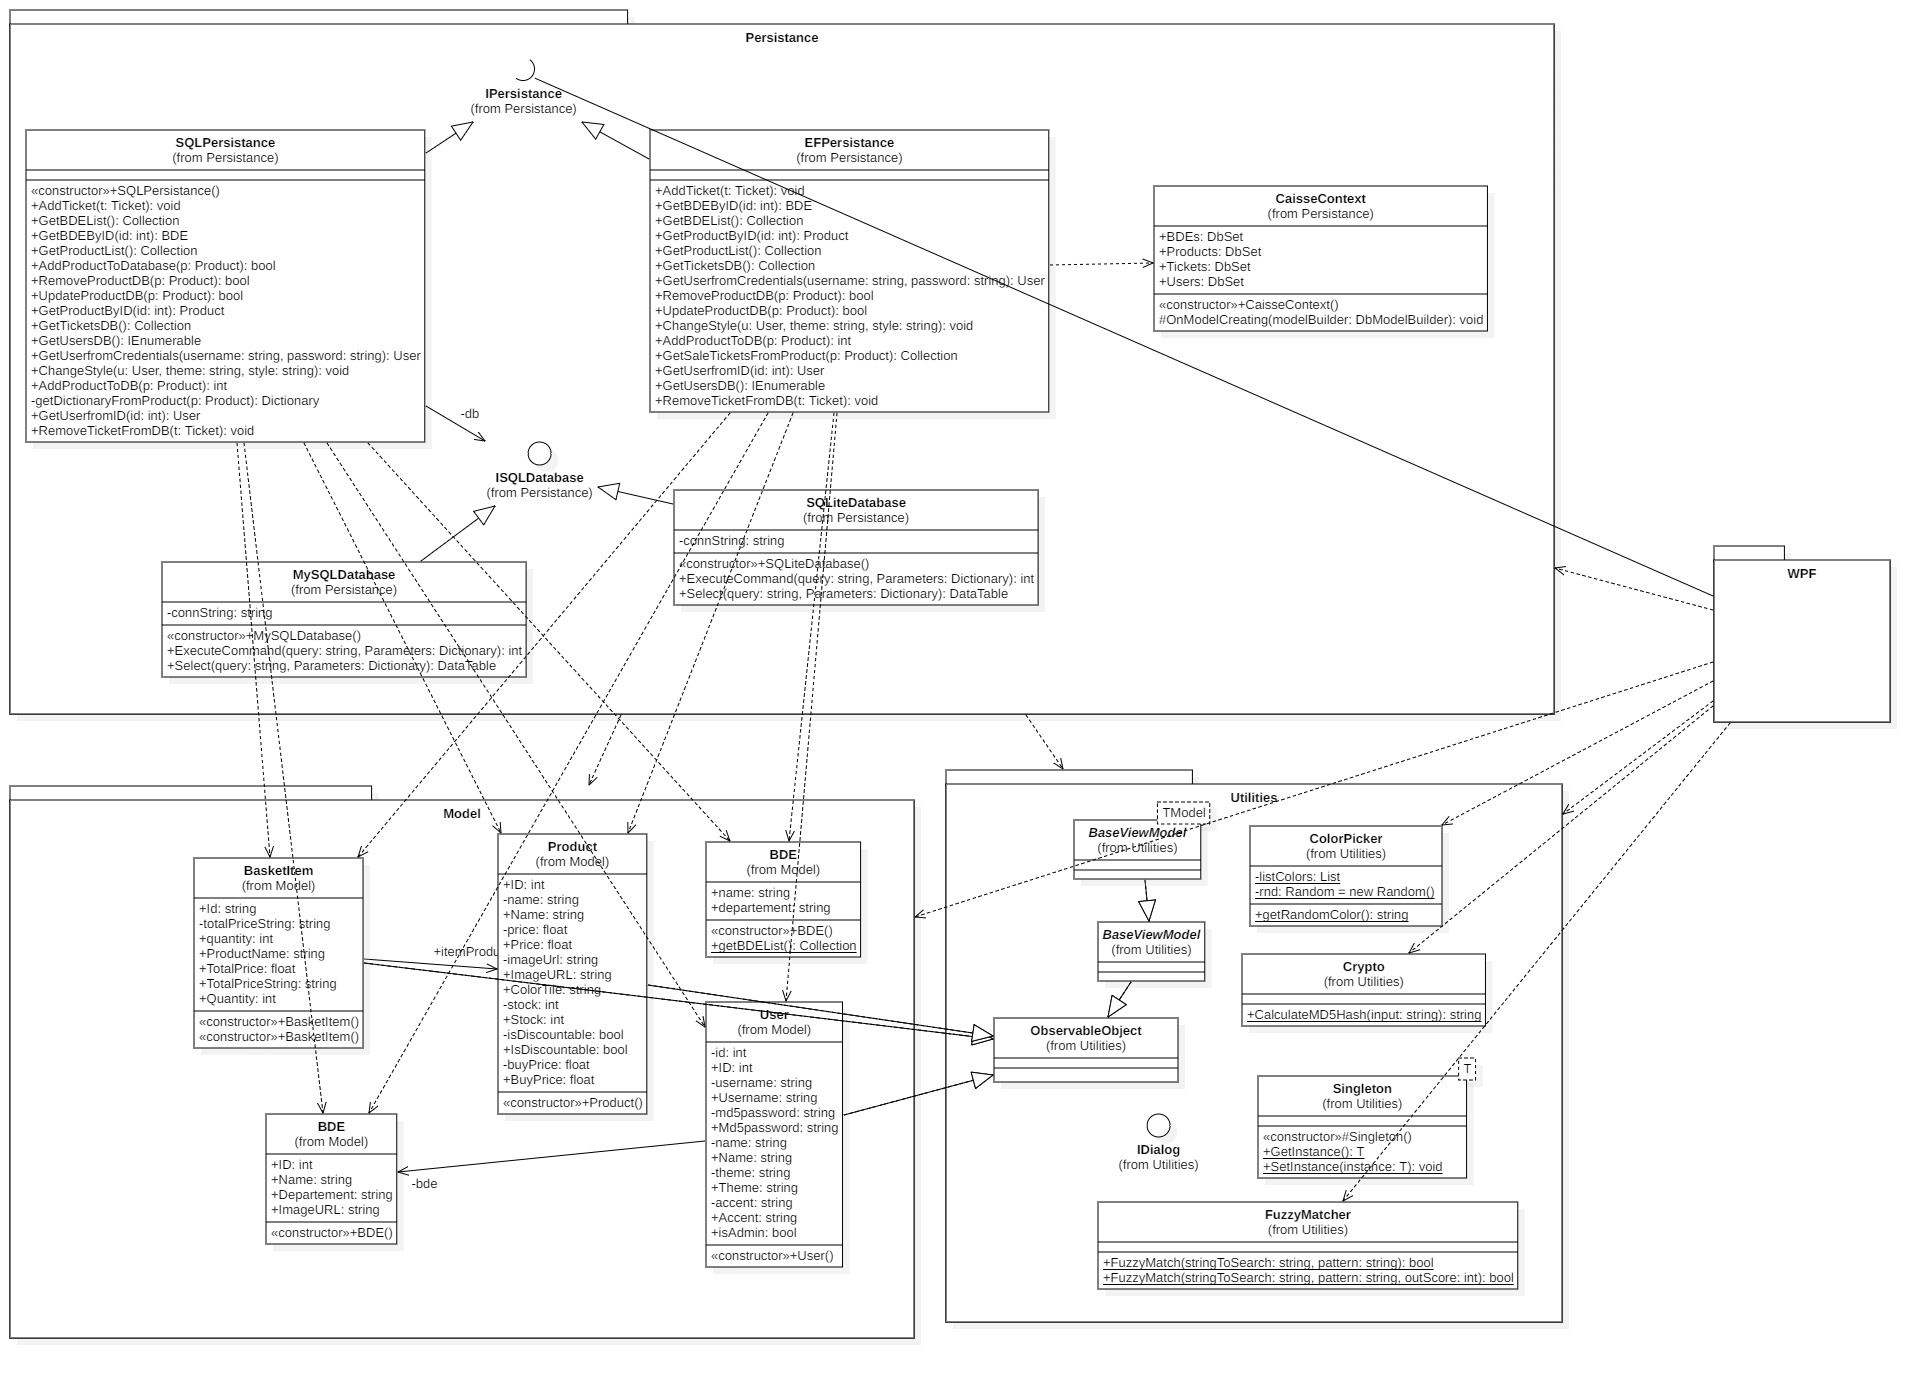 Persistance
IPersistance
(from Persistance)
SQLPersistance
(from Persistance)
«constructor»+SQLPersistance()
+AddTicket(t: Ticket): void
+GetBDEList(): Collection
+GetBDEByID(id: int): BDE
+GetProductList(): Collection
+AddProductToDatabase(p: Product): bool
+RemoveProductDB(p: Product): bool
+UpdateProductDB(p: Product): bool
+GetProductByID(id: int): Product
+GetTicketsDB(): Collection
+GetUsersDB(): IEnumerable
+GetUserfromCredentials(username: string, password: string): User
+ChangeStyle(u: User, theme: string, style: string): void
+AddProductToDB(p: Product): int
-getDictionaryFromProduct(p: Product): Dictionary
+GetUserfromID(id: int): User
+RemoveTicketFromDB(t: Ticket): void
EFPersistance
(from Persistance)
+AddTicket(t: Ticket): void
+GetBDEByID(id: int): BDE
+GetBDEList(): Collection
+GetProductByID(id: int): Product
+GetProductList(): Collection
+GetTicketsDB(): Collection
+GetUserfromCredentials(username: string, password: string): User
+RemoveProductDB(p: Product): bool
+UpdateProductDB(p: Product): bool
+ChangeStyle(u: User, theme: string, style: string): void
+AddProductToDB(p: Product): int
+GetSaleTicketsFromProduct(p: Product): Collection
+GetUserfromID(id: int): User
+GetUsersDB(): IEnumerable
+RemoveTicketFromDB(t: Ticket): void
CaisseContext
(from Persistance)
+BDEs: DbSet
+Products: DbSet
+Tickets: DbSet
+Users: DbSet
«constructor»+CaisseContext()
#OnModelCreating(modelBuilder: DbModelBuilder): void
-db
ISQLDatabase
(from Persistance)
SQLiteDatabase
(from Persistance)
-connString: string
«constructor»+SQLiteDatabase()
+ExecuteCommand(query: string, Parameters: Dictionary): int
+Select(query: string, Parameters: Dictionary): DataTable
MySQLDatabase
(from Persistance)
-connString: string
«constructor»+MySQLDatabase()
+ExecuteCommand(query: string, Parameters: Dictionary): int
+Select(query: string, Parameters: Dictionary): DataTable
WPF
Model
BasketItem
(from Model)
+Id: string
-totalPriceString: string
+quantity: int
+ProductName: string
+TotalPrice: float
+TotalPriceString: string
+Quantity: int
«constructor»+BasketItem()
«constructor»+BasketItem()
+itemProdu
Product
(from Model)
+ID: int
-name: string
+Name: string
-price: float
+Price: float
-imageUrl: string
+ImageURL: string
+ColorTile: string
-stock: int
+Stock: int
-isDiscountable: bool
+IsDiscountable: bool
-buyPrice: float
+BuyPrice: float
«constructor»+Product()
BDE
(from Model)
+name: string
+departement: string
«constructor»+BDE()
+getBDEList(): Collection
User
(from Model)
-id: int
+ID: int
-username: string
+Username: string
-md5password: string
+Md5password: string
-name: string
+Name: string
-theme: string
+Theme: string
-accent: string
+Accent: string
+isAdmin: bool
«constructor»+User()
BDE
(from Model)
+ID: int
+Name: string
+Departement: string
+ImageURL: string
«constructor»+BDE()
-bde
Utilities
TModel
BaseViewModel
(from Utilities)
BaseViewModel
(from Utilities)
ObservableObject
(from Utilities)
IDialog
(from Utilities)
ColorPicker
(from Utilities)
-listColors: List
-rnd: Random = new Random()
+getRandomColor(): string
Crypto
(from Utilities)
+CalculateMD5Hash(input: string): string
T
Singleton
(from Utilities)
«constructor»#Singleton()
+GetInstance(): T
+SetInstance(instance: T): void
FuzzyMatcher
(from Utilities)
+FuzzyMatch(stringToSearch: string, pattern: string): bool
+FuzzyMatch(stringToSearch: string, pattern: string, outScore: int): bool